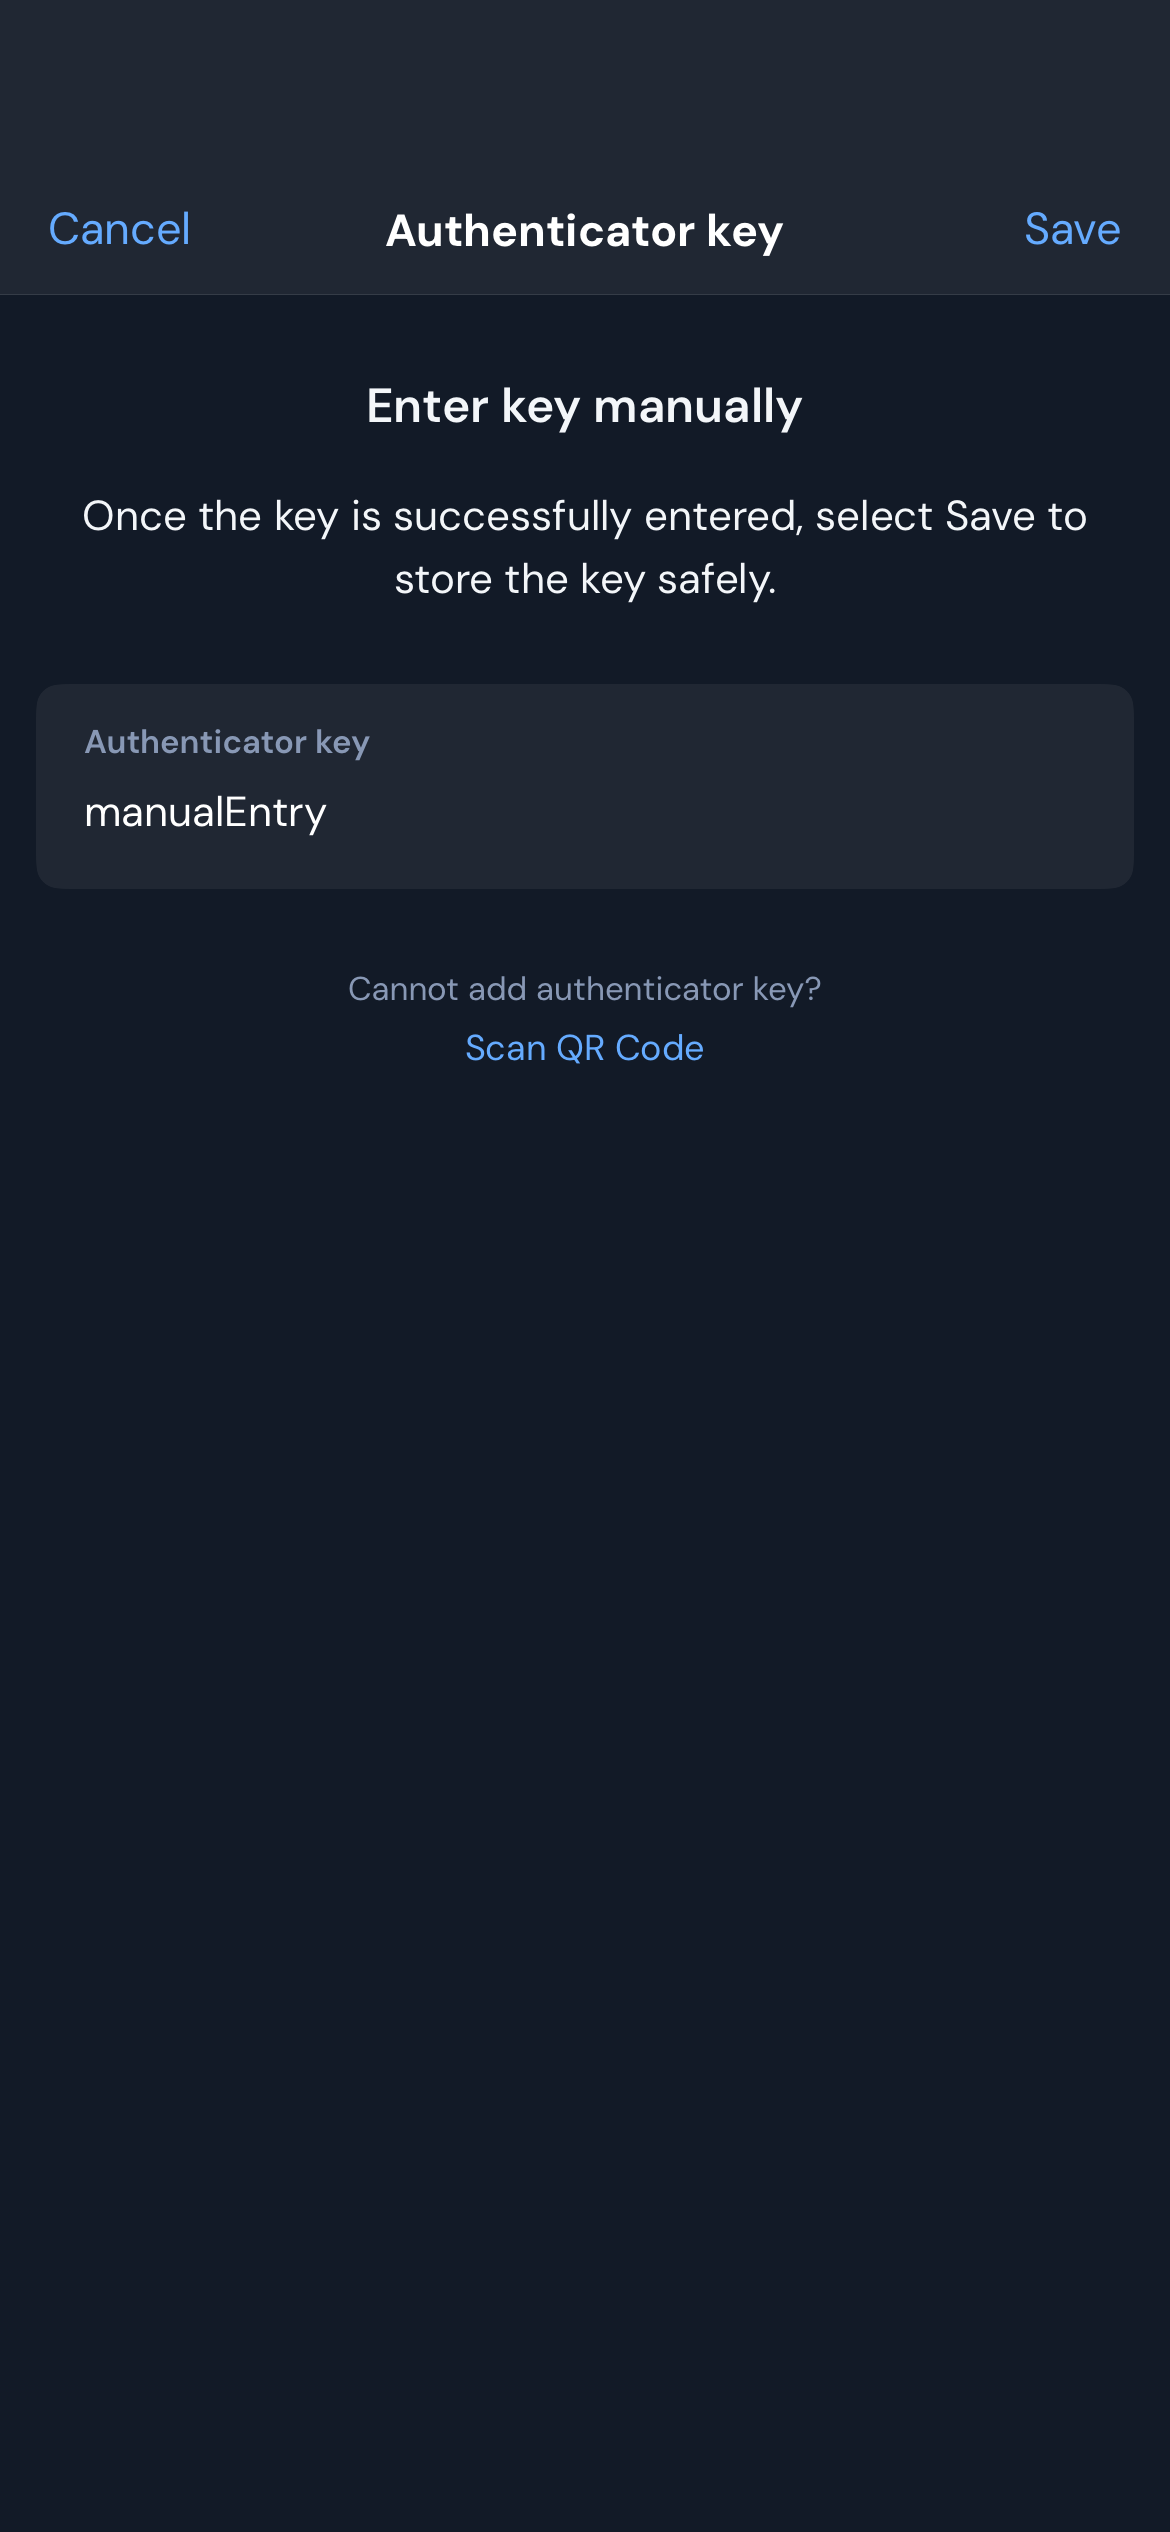 Cancel
Authenticator key
Save
Enter key manually
Once the key is successfully entered, select Save to
store the key safely.
Authenticator key
manualEntry
Cannot add authenticator key?
Scan QR Code